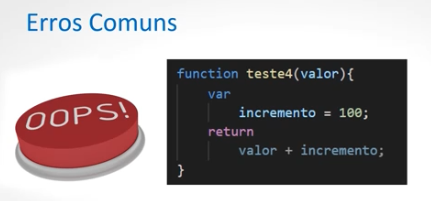 Erros Comuns
OOPS!
function teste4(valor){
var
incremento = 100;
return
valor + incremento;
}